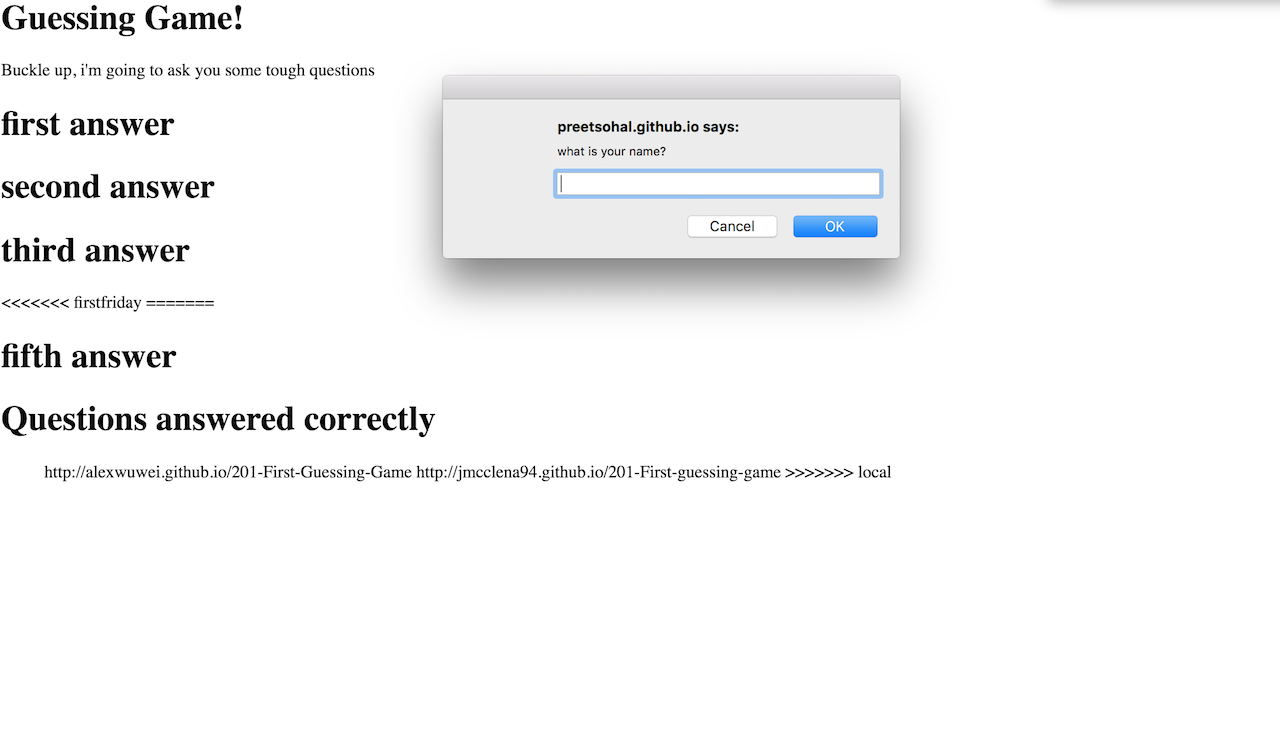 Guessing Game!
Buckle up, i'm going to ask you some tough questions
first answer
second answer
third answer
<<<<<<< firstfriday =======
fifth answer
Questions answered correctly
http://alexwuwei.github.io/201-First-Guessing-Game http://jmcclena94.github.io/201-First-guessing-game >>>>>>> local
preetsohal.github.io says:
what is your name?
Cancel OK